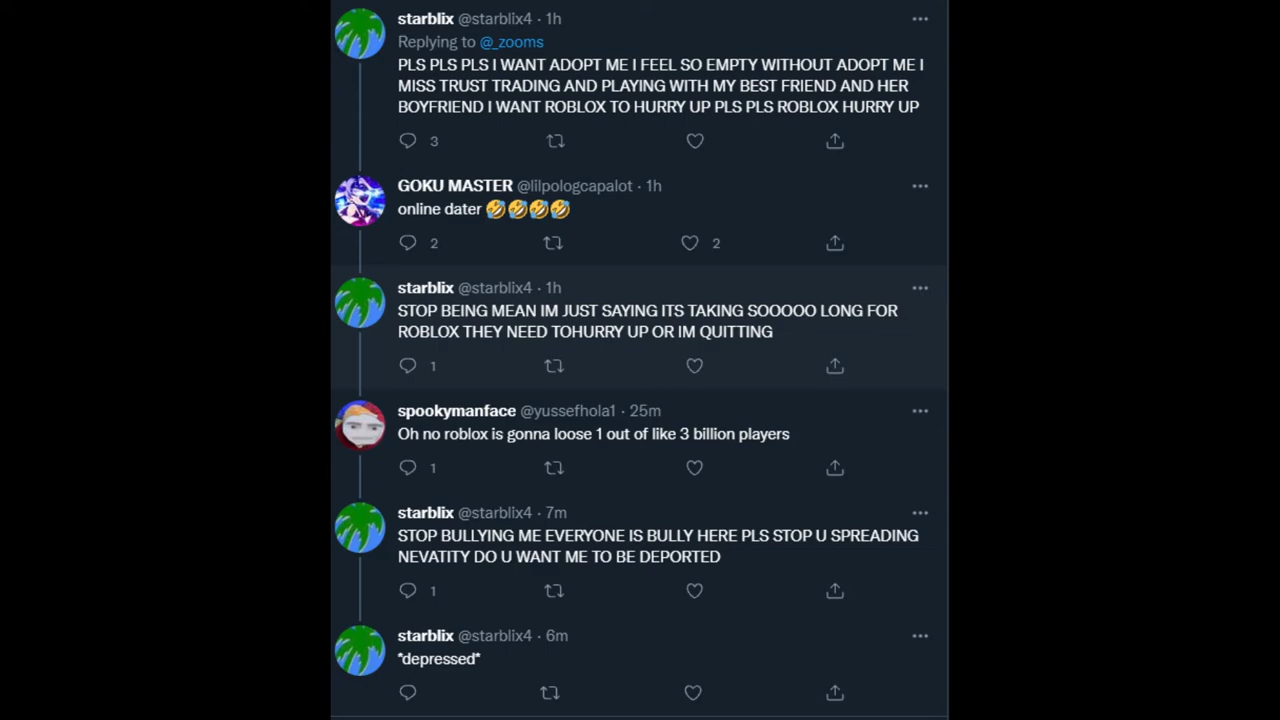 starblix @starblix4 · 1h
Replying to @_zooms
PLS PLS PLS I WANT ADOPT ME I FEEL SO EMPTY WITHOUT ADOPT ME I
MISS TRUST TRADING AND PLAYING WITH MY BEST FRIEND AND HER
BOYFRIEND I WANT ROBLOX TO HURRY UP PLS PLS ROBLOX HURRY UP
3
GOKU MASTER @lilpologcapalot · 1h
online dater 🤣🤣🤣🤣
2 2
starblix @starblix4 · 1h
STOP BEING MEAN IM JUST SAYING ITS TAKING SOOOOO LONG FOR
ROBLOX THEY NEED TOHURRY UP OR IM QUITTING
1
spookymanface @yussefhola1 · 25m
Oh no roblox is gonna loose 1 out of like 3 billion players
1
starblix @starblix4 · 7m
STOP BULLYING ME EVERYONE IS BULLY HERE PLS STOP U SPREADING
NEVATITY DO U WANT ME TO BE DEPORTED
1
starblix @starblix4 · 6m
*depressed*